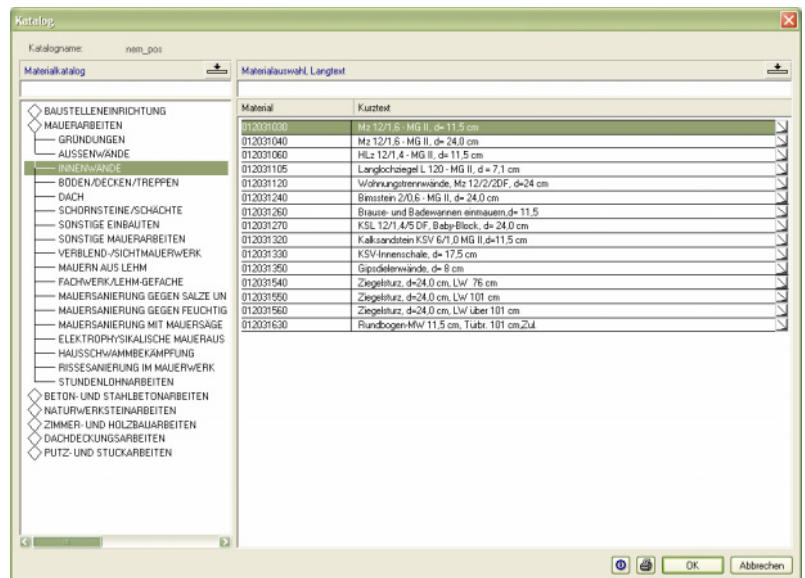 Katalog
Katalogname: nem_pos
Materialkatalog
BAUSTELLENEINRICHTUNG
MAUERARBEITEN
GRÜNDUNGEN
AUSSENWÄNDE
INNENWÄNDE
BÖDEN/DECKEN/TREPPEN
DACH
SCHORNSTEINE/SCHÄCHTE
SONSTIGE EINBAUTEN
SONSTIGE MAUERARBEITEN
VERBLEND-/SICHTMAUERWERK
MAUERN AUS LEHM
FACHWERK/LEHM-GEFACHE
MAUERSANIERUNG GEGEN SALZE UN
MAUERSANIERUNG GEGEN FEUCHTIG
MAUERSANIERUNG MIT MAUERSÄGE
ELEKTROPHYSIKALISCHE MAUERAUS
HAUSSCHWAMMBEKÄMPFUNG
RISSESANIERUNG IM MAUERWERK
STUNDENLOHNARBEITEN
BETON- UND STAHLBETONARBEITEN
NATURWERKSTEINARBEITEN
ZIMMER- UND HOLZBAUARBEITEN
DACHDECKUNGSARBEITEN
PUTZ- UND STUCKARBEITEN
Materialauswahl, Langtext
Material Kurztext
012031030 Mz 12/1,6 - MG II, d= 11,5 cm
012031040 Mz 12/1,6 - MG II, d= 24,0 cm
012031060 HLz 12/1,4 - MG II, d= 11,5 cm
012031105 Langlochziegel L 120 - MG II, d = 7,1 cm
012031120 Wohnungstrennwände, Mz 12/2/2DF, d=24 cm
012031240 Bimsstein 2/0,6 - MG II, d= 24,0 cm
012031260 Brause- und Badewannen einmauern,d= 11,5
012031270 KSL 12/1,4/5 DF, Baby-Block, d= 24,0 cm
012031320 Kalksandstein KSV 6/1,0 MG II,d=11,5 cm
012031330 KSV-Innenschale, d= 17,5 cm
012031350 Gipsdielenwände, d= 8 cm
012031540 Ziegelsturz, d=24,0 cm, LW 76 cm
012031550 Ziegelsturz, d=24,0 cm, LW 101 cm
012031560 Ziegelsturz, d=24,0 cm, LW über 101 cm
012031630 Rundbogen-MW 11,5 cm, Türbr. 101 cm,Zul.
OK Abbrechen